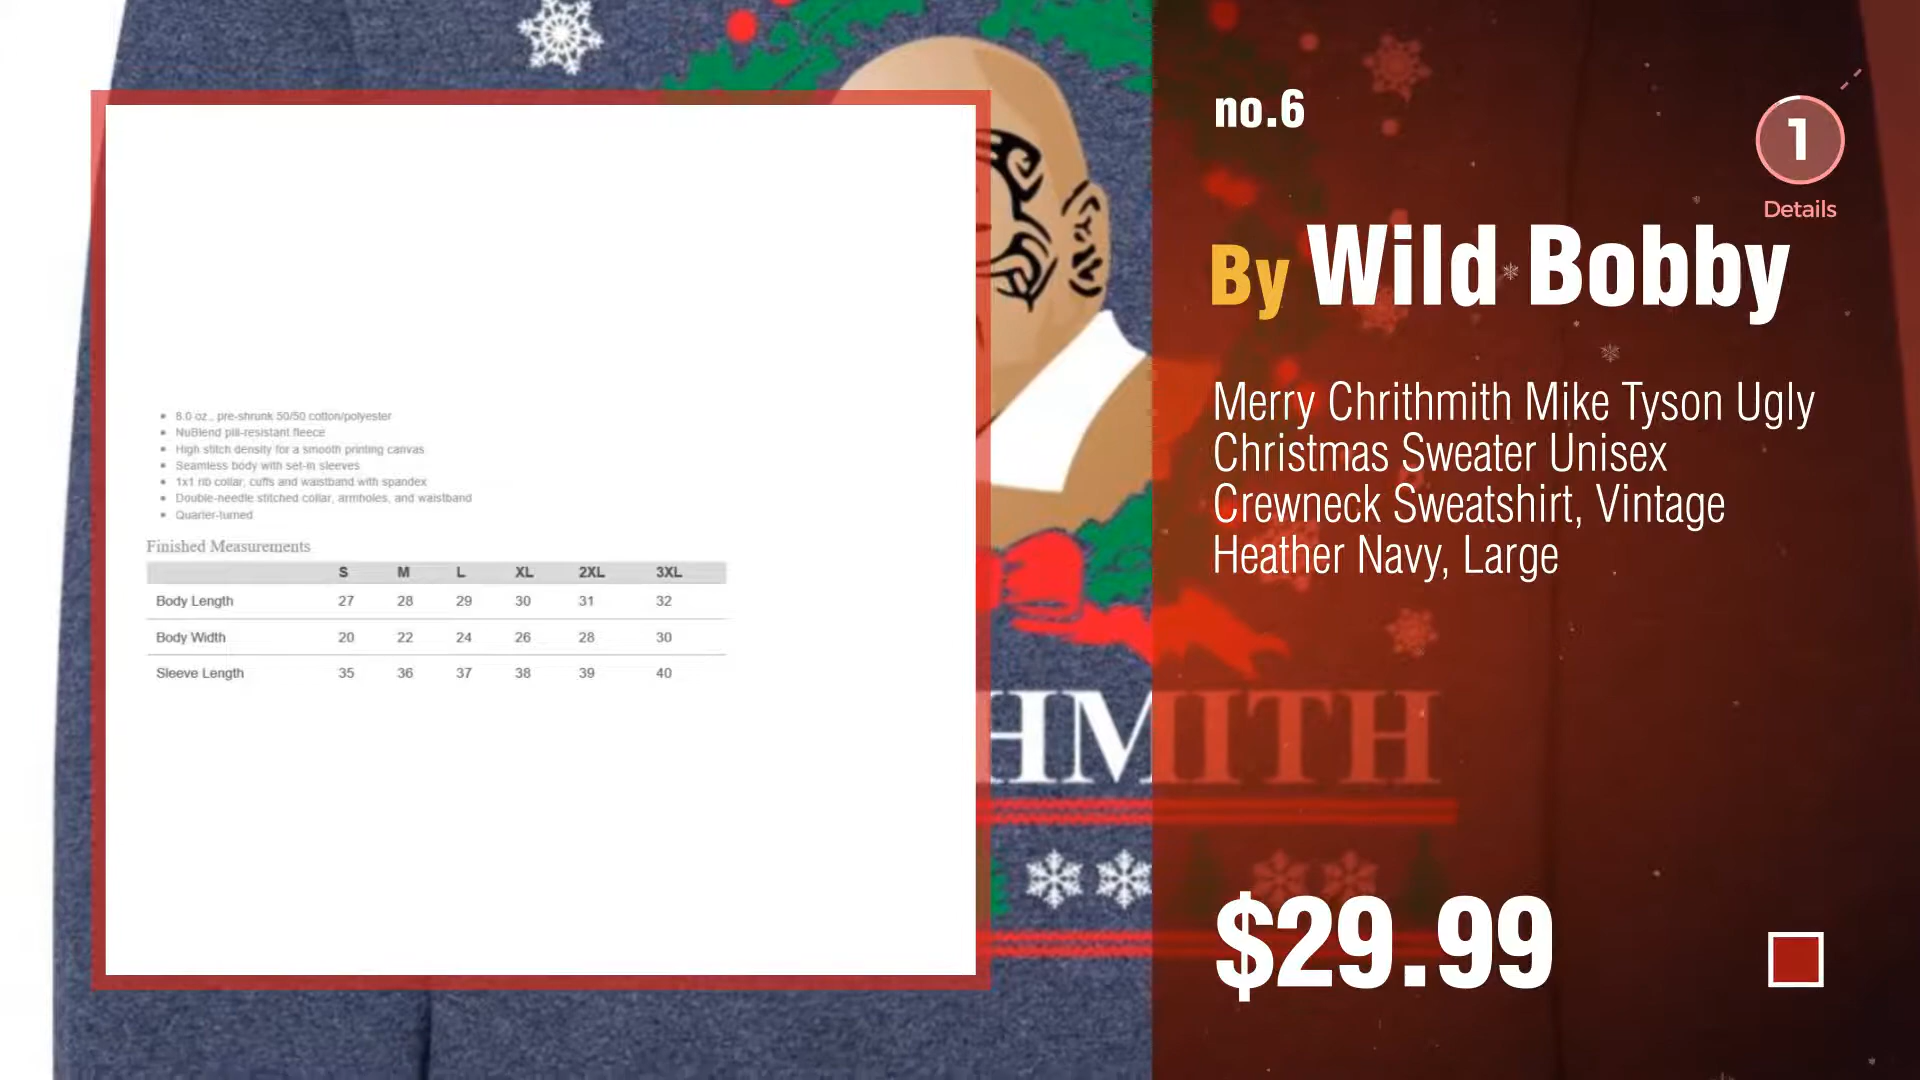 8.0 oz., pre-shrunk 50/50 cotton/polyester
NuBlend pill-resistant fleece
High stitch density for a smooth printing canvas
Seamless body with set-in sleeves
1x1 rib collar, cuffs and waistband with spandex
Double-needle stitched collar, armholes, and waistband
Quarter-turned
Finished Measurements
S M L XL 2XL 3XL
Body Length 27 28 29 30 31 32
Body Width 20 22 24 26 28 30
Sleeve Length 35 36 37 38 39 40
HMITH
no.6
1
Details
By Wild Bobby
Merry Chrithmith Mike Tyson Ugly
Christmas Sweater Unisex
Crewneck Sweatshirt, Vintage
Heather Navy, Large
$29.99